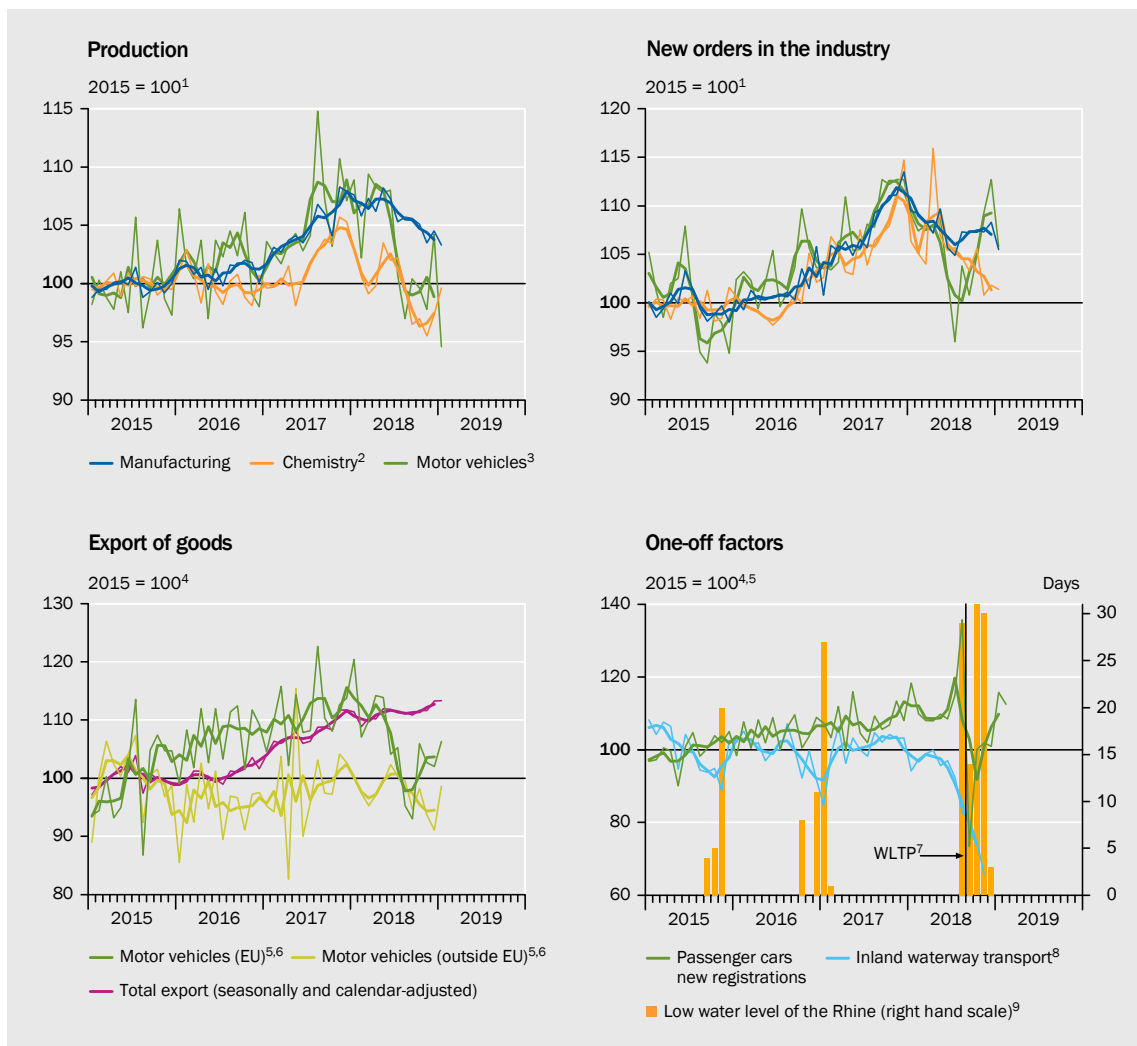 Production
2015 = 100¹
115
110
105
100
95
90
2015 2016 2017 2018 2019
Manufacturing Chemistry² Motor vehicles³
New orders in the industry
2015 = 100¹
120
115
110
105
100
95
90
2015 2016 2017 2018 2019
Export of goods
2015 = 100⁴
130
120
110
100
90
80
2015 2016 2017 2018 2019
Motor vehicles (EU)⁵,⁶ Motor vehicles (outside EU)⁵,⁶
Total export (seasonally and calendar-adjusted)
One-off factors
2015 = 100⁴,⁵ Days
140 30
120 25
20
100 15
10
80 5
WLTP⁷
60 0
2015 2016 2017 2018 2019
Passenger cars Inland waterway transport⁸
new registrations
Low water level of the Rhine (right hand scale)⁹